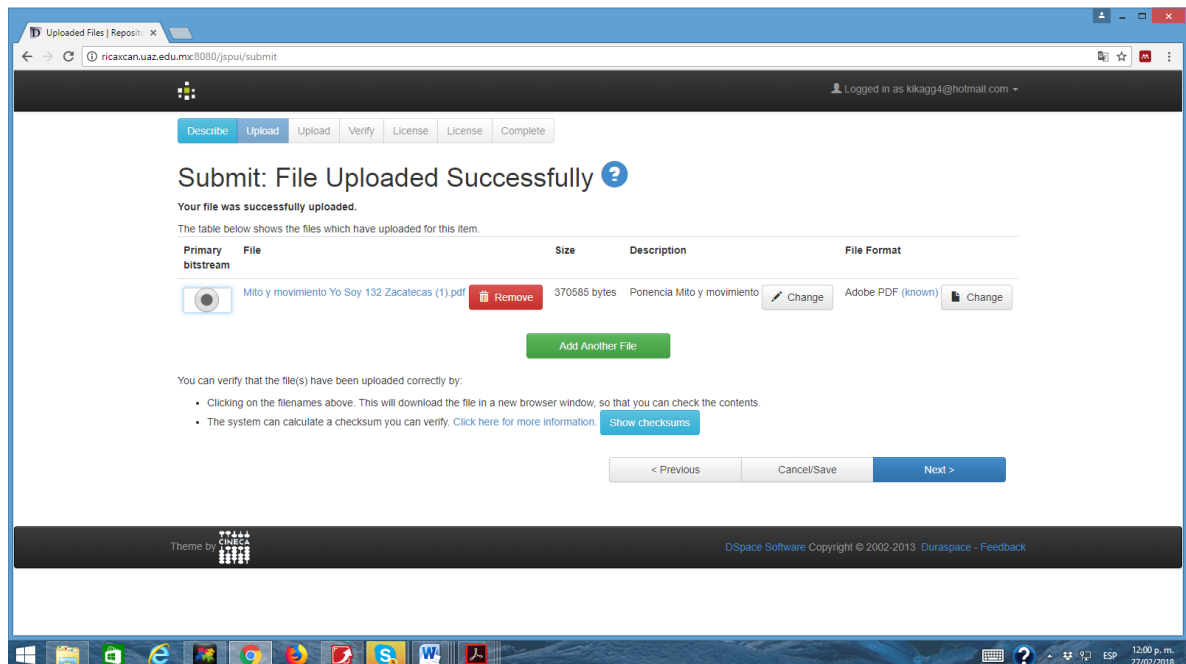 Uploaded Files | Reposito
ricaxcan.uaz.edu.mx:8080/jspui/submit
Logged in as kikagg4@hotmail.com
Describe Upload Upload Verify License License Complete
Submit: File Uploaded Successfully ?
Your file was successfully uploaded.
The table below shows the files which have uploaded for this item.
Primary bitstream File Size Description File Format
Mito y movimiento Yo Soy 132 Zacatecas (1).pdf Remove 370585 bytes Ponencia Mito y movimiento Change Adobe PDF (known) Change
Add Another File
You can verify that the file(s) have been uploaded correctly by:
Clicking on the filenames above. This will download the file in a new browser window, so that you can check the contents.
The system can calculate a checksum you can verify. Click here for more information. Show checksums
< Previous Cancel/Save Next >
Theme by CINECA
DSpace Software Copyright © 2002-2013 Duraspace - Feedback
ESP 12:00 p. m.
27/02/2018